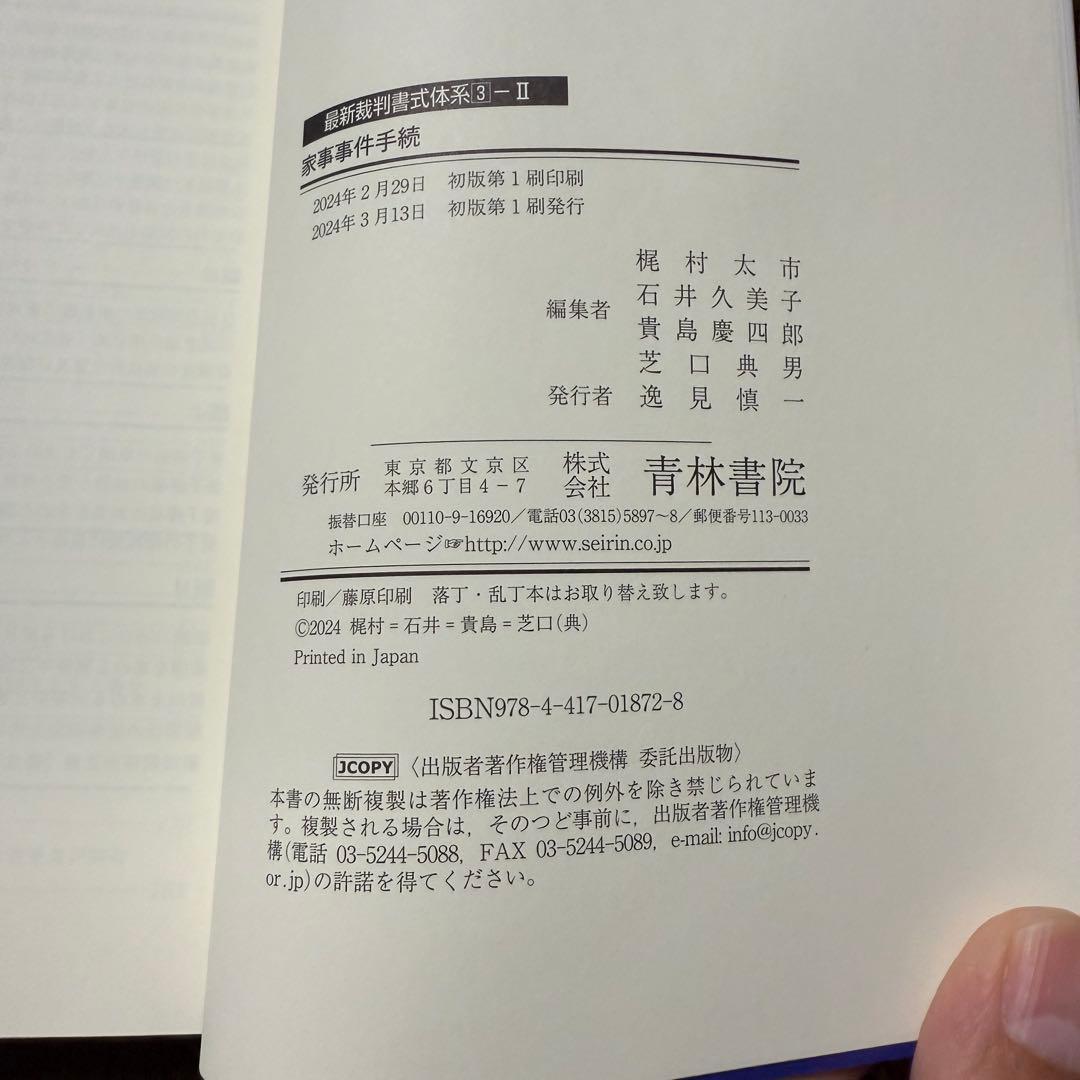 最新裁判書式体系3-Ⅱ
家事事件手続
2024年2月29日 初版第1刷印刷
2024年3月13日 初版第1刷発行
編集者
梶村太市
石井久美子
貴島慶四郎
芝口典男
発行者 逸見慎一
発行所
東京都文京区
本郷6丁目4-7
株式
会社
青林書院
振替口座 00110-9-16920/電話03(3815)5897~8/郵便番号113-0033
ホームページ☞http://www.seirin.co.jp
印刷/藤原印刷 落丁・乱丁本はお取り替え致します。
©2024 梶村=石井=貴島=芝口(典)
Printed in Japan
ISBN978-4-417-01872-8
JCOPY 〈出版者著作権管理機構 委託出版物〉
本書の無断複製は著作権法上での例外を除き禁じられていま
す。複製される場合は,そのつど事前に,出版者著作権管理機
構(電話 03-5244-5088,FAX 03-5244-5089,e-mail: info@jcopy.
or.jp)の許諾を得てください。